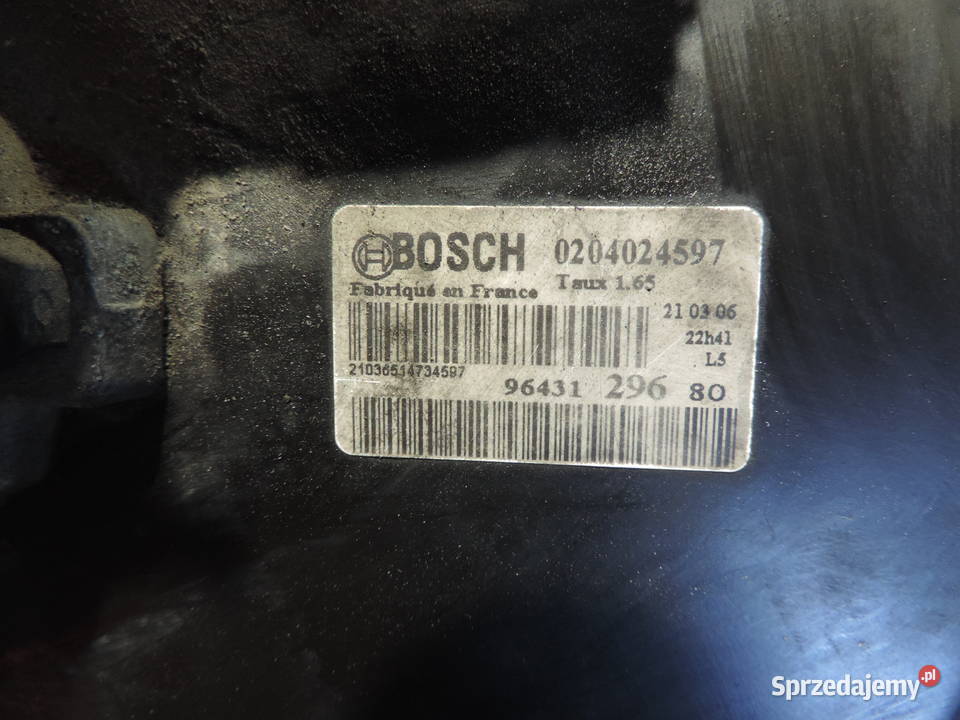 BOSCH 0204024597
Fabriqué en France Taux 1.65
21 03 06
22h41
L5
21036514734597
96431 296 80
Sprzedajemy.pl